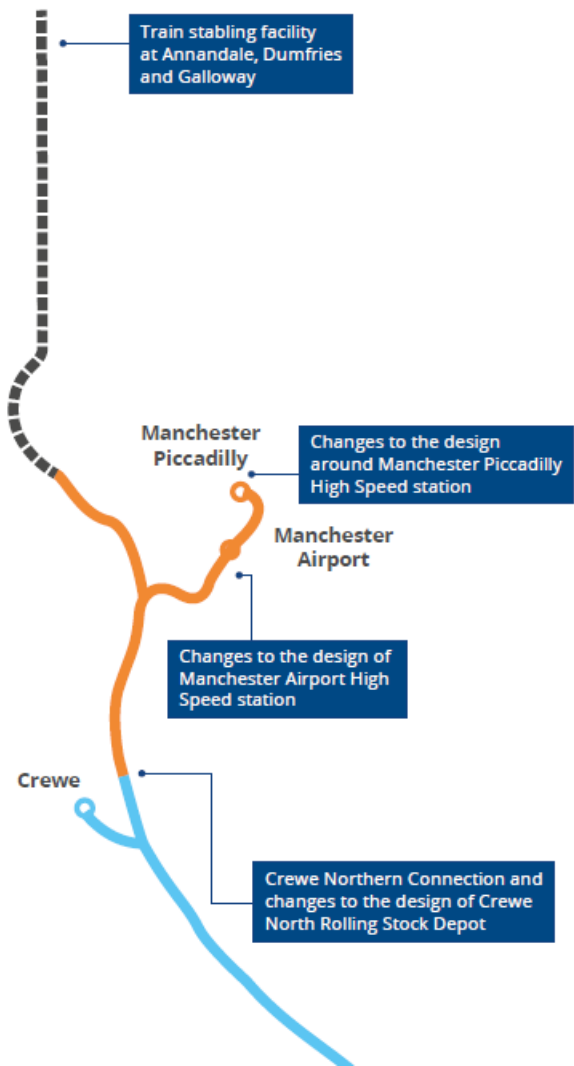 Train stabling facility
at Annandale, Dumfries
and Galloway
Manchester
Piccadilly
Changes to the design
around Manchester Piccadilly
High Speed station
Manchester
Airport
Changes to the design of
Manchester Airport High
Speed station
Crewe
Crewe Northern Connection and
changes to the design of Crewe
North Rolling Stock Depot